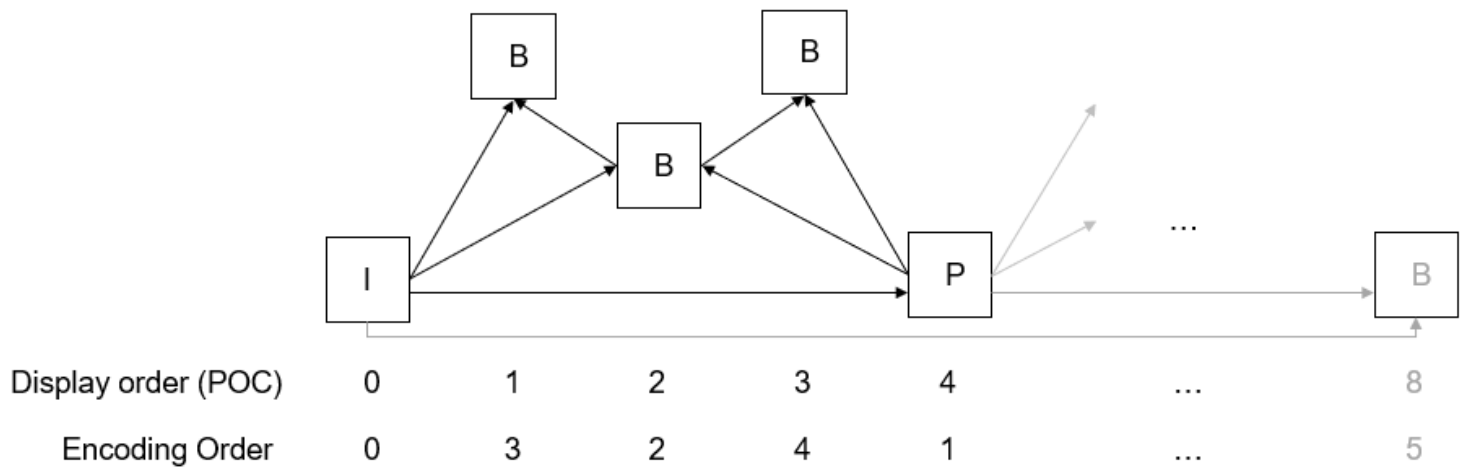 B B
B
I P ... B
Display order (POC) 0 1 2 3 4 ... 8
Encoding Order 0 3 2 4 1 ... 5